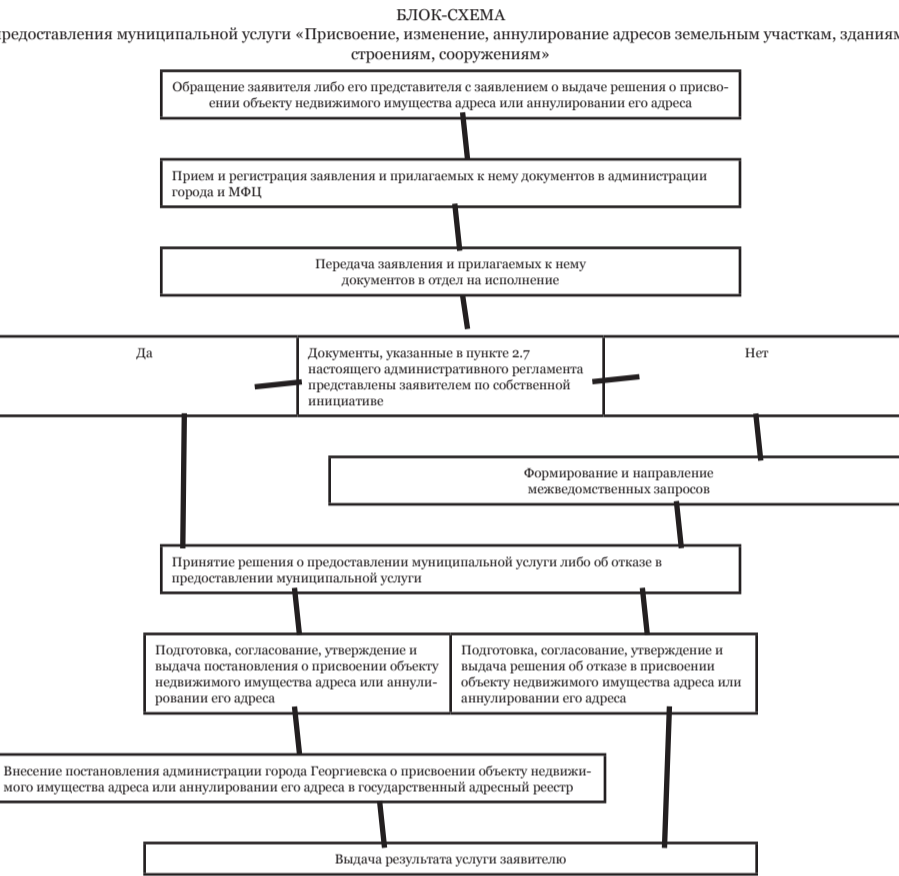 БЛОК-СХЕМА
предоставления муниципальной услуги «Присвоение, изменение, аннулирование адресов земельным участкам, зданиям
строениям, сооружениям»
Обращение заявителя либо его представителя с заявлением о выдаче решения о присво-
ении объекту недвижимого имущества адреса или аннулировании его адреса
Прием и регистрация заявления и прилагаемых к нему документов в администрации
города и МФЦ
Передача заявления и прилагаемых к нему
документов в отдел на исполнение
Да
Документы, указанные в пункте 2.7
настоящего административного регламента
представлены заявителем по собственной
инициативе
Нет
Формирование и направление
межведомственных запросов
Принятие решения о предоставлении муниципальной услуги либо об отказе в
предоставлении муниципальной услуги
Подготовка, согласование, утверждение и
выдача постановления о присвоении объекту
недвижимого имущества адреса или аннули-
ровании его адреса
Подготовка, согласование, утверждение и
выдача решения об отказе в присвоении
объекту недвижимого имущества адреса или
аннулировании его адреса
Внесение постановления администрации города Георгиевска о присвоении объекту недвижи-
мого имущества адреса или аннулировании его адреса в государственный адресный реестр
Выдача результата услуги заявителю